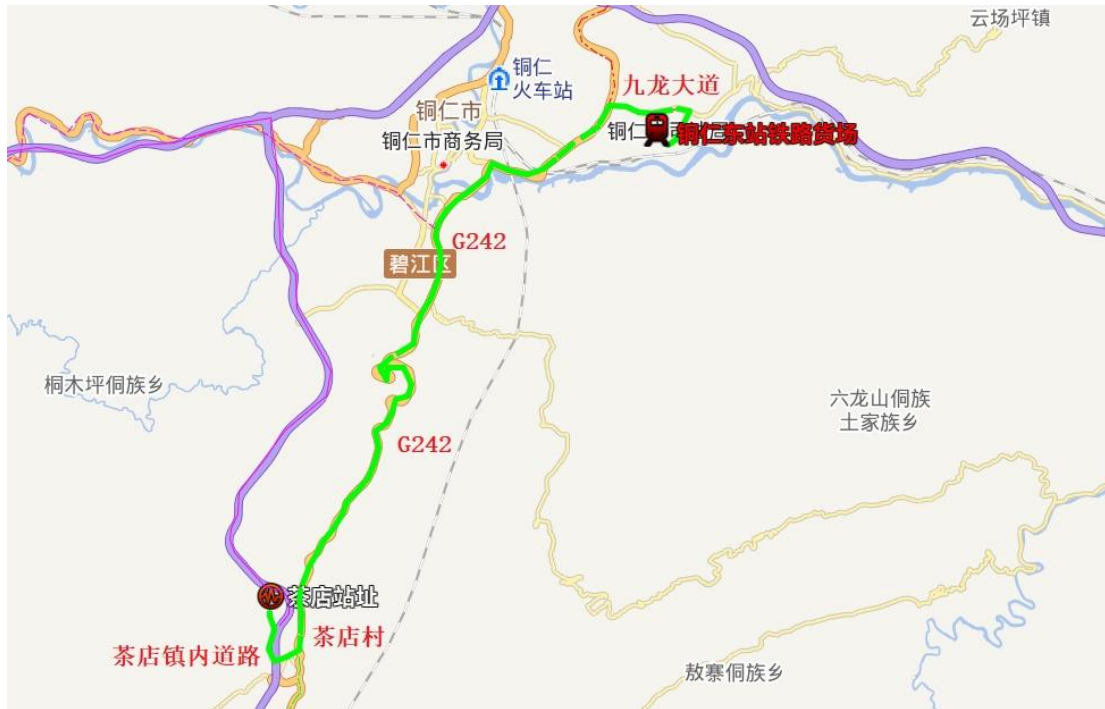 云场坪镇
铜仁
火车站
九龙大道
铜仁市
铜仁
铜仁东站铁路货场
铜仁市商务局
G242
碧江区
桐木坪侗族乡
六龙山侗族
土家族乡
G242
茶店站址
茶店村
茶店镇内道路
敖寨侗族乡